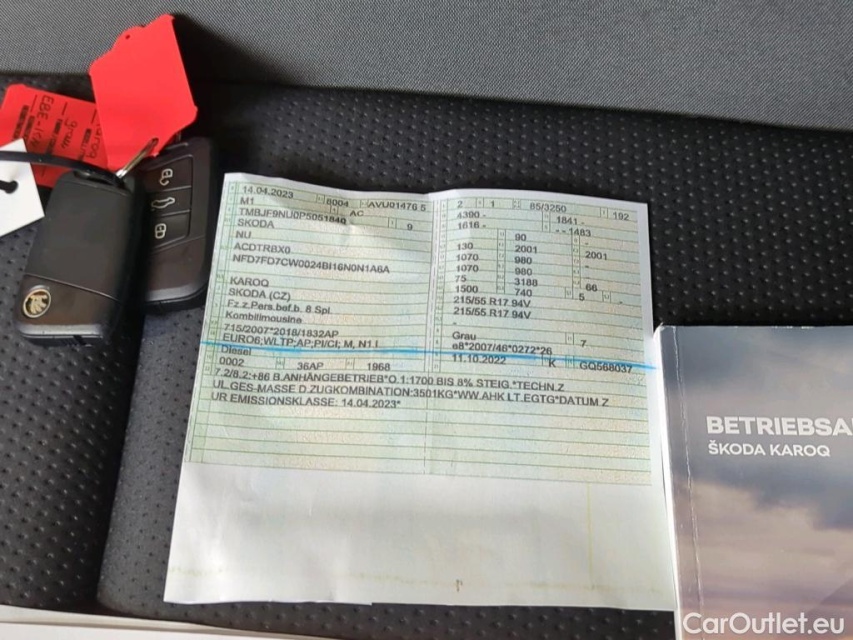 14.04.2023 8004 AVU01476 5
M1 AC
TMBJF9NU0P5051840 9
SKODA
NU
ACDTRBX0
NFD7FD7CW0024BI16N0N1A6A
KAROQ
SKODA (CZ)
Fz.z.Pers.bef.b. 8 Spl.
Kombilimousine
715/2007*2018/1832AP
EURO6;WLTP;AP;PI/CI; M, N1 I
Diesel
0002 36AP 1968
2 1 85/3250 192
4390 - 1841 -
1616 - - 1483
90
130 2001 2001
1070 980
1070 980
75 3188 66
1500 740 5 -
215/55 R17 94V
215/55 R17 94V
-
Grau 7
e8*2007/46*0272*26
11.10.2022 K GQ568037
7.2/8.2:+86 B.ANHÄNGEBETRIEB*O.1:1700 BIS 8% STEIG.*TECHN.Z
UL GES-MASSE D.ZUGKOMBINATION:3501KG*WW.AHK LT.EGTG*DATUM Z
UR EMISSIONSKLASSE: 14.04.2023*
BETRIEBSA
ŠKODA KAROQ
CarOutlet.eu